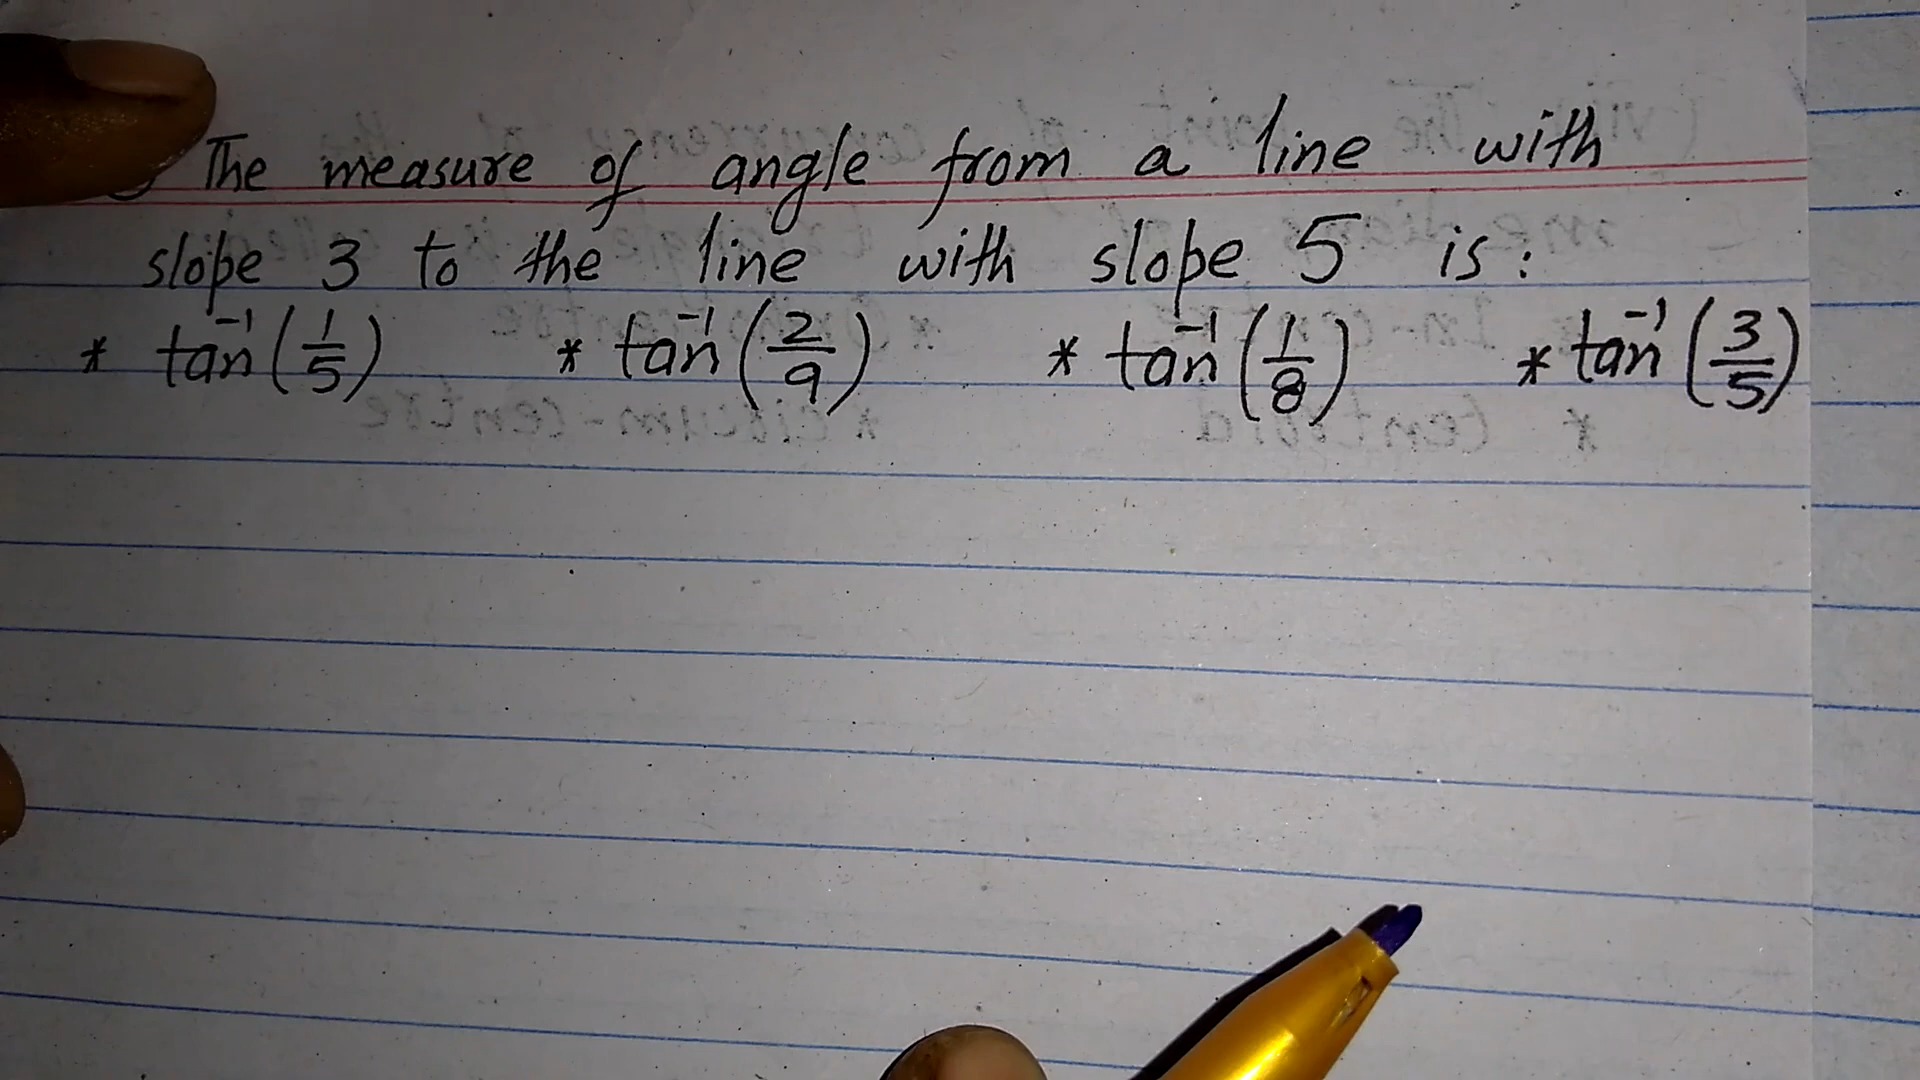 The measure of angle from a line with
slope 3 to the line with slope 5 is:
* tan⁻¹(1/5) * tan⁻¹(2/9) * tan⁻¹(1/8) * tan⁻¹(3/5)